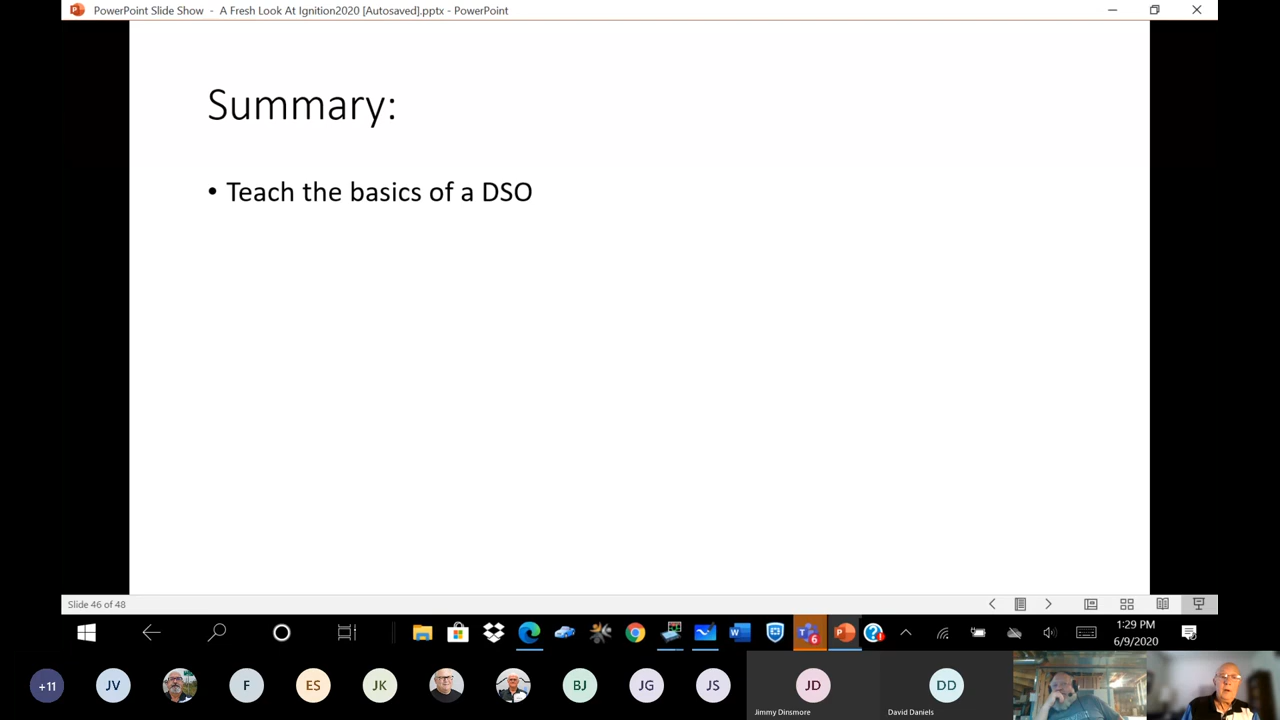 PowerPoint Slide Show - A Fresh Look At Ignition2020 [Autosaved].pptx - PowerPoint
Summary:
• Teach the basics of a DSO
Slide 46 of 48
6
1:29 PM
6/9/2020
+11
JV
F
ES
JK
BJ
JG
JS
JD
DD
Jimmy Dinsmore
David Daniels